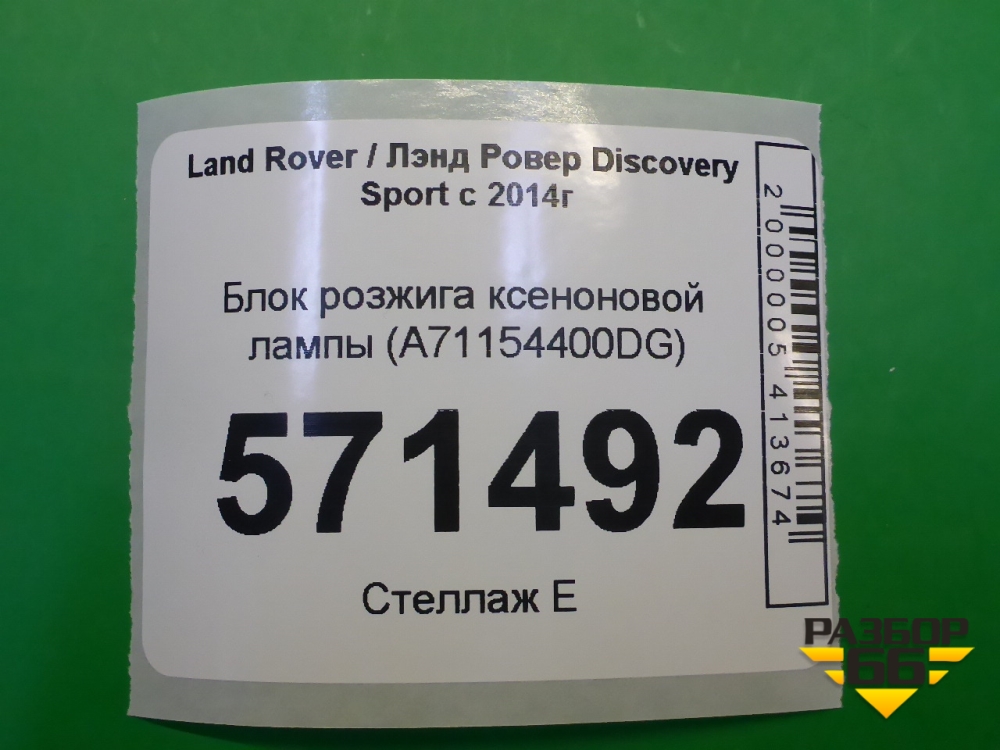 Land Rover / Лэнд Ровер Discovery
Sport с 2014г
Блок розжига ксеноновой
лампы (A71154400DG)
571492
Стеллаж Е
2000005413674
РАЗБОР
66